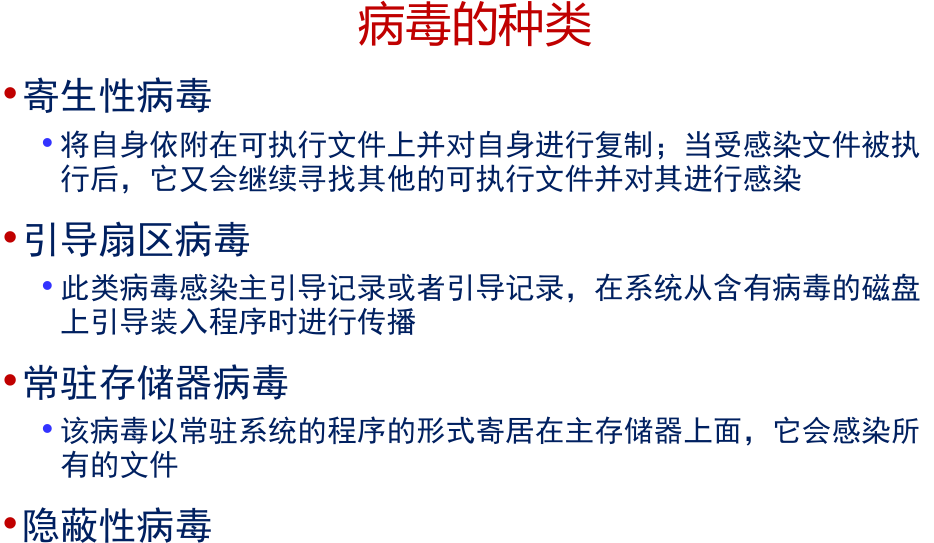 病毒的种类
•寄生性病毒
•将自身依附在可执行文件上并对自身进行复制；当受感染文件被执
行后，它又会继续寻找其他的可执行文件并对其进行感染
•引导扇区病毒
•此类病毒感染主引导记录或者引导记录，在系统从含有病毒的磁盘
上引导装入程序时进行传播
•常驻存储器病毒
•该病毒以常驻系统的程序的形式寄居在主存储器上面，它会感染所
有的文件
•隐蔽性病毒